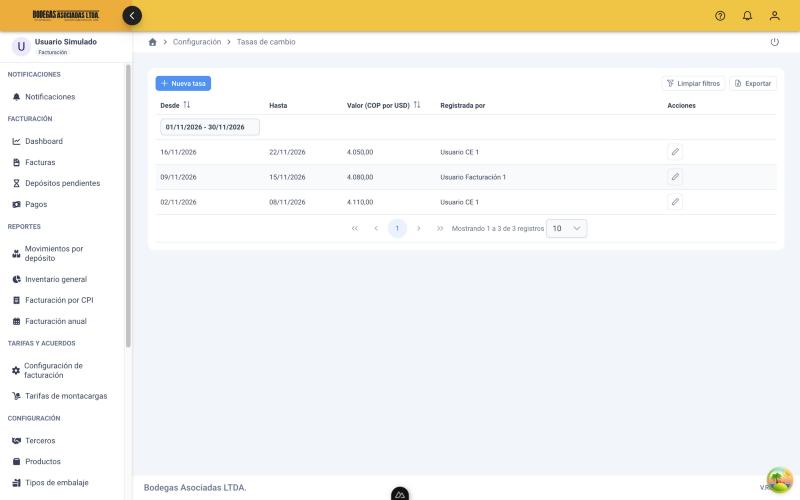 BODEGAS ASOCIADAS LTDA.
U
Usuario Simulado
Facturación
NOTIFICACIONES
Notificaciones
FACTURACIÓN
Dashboard
Facturas
Depósitos pendientes
Pagos
REPORTES
Movimientos por
depósito
Inventario general
Facturación por CPI
Facturación anual
TARIFAS Y ACUERDOS
Configuración de
facturación
Tarifas de montacargas
CONFIGURACIÓN
Terceros
Productos
Tipos de embalaje
Configuración
Tasas de cambio
Nueva tasa
Limpiar filtros
Exportar
Desde Hasta Valor (COP por USD) Registrada por Acciones
01/11/2026 - 30/11/2026
16/11/2026 22/11/2026 4.050,00 Usuario CE 1
09/11/2026 15/11/2026 4.080,00 Usuario Facturación 1
02/11/2026 08/11/2026 4.110,00 Usuario CE 1
1 Mostrando 1 a 3 de 3 registros 10
Bodegas Asociadas LTDA.